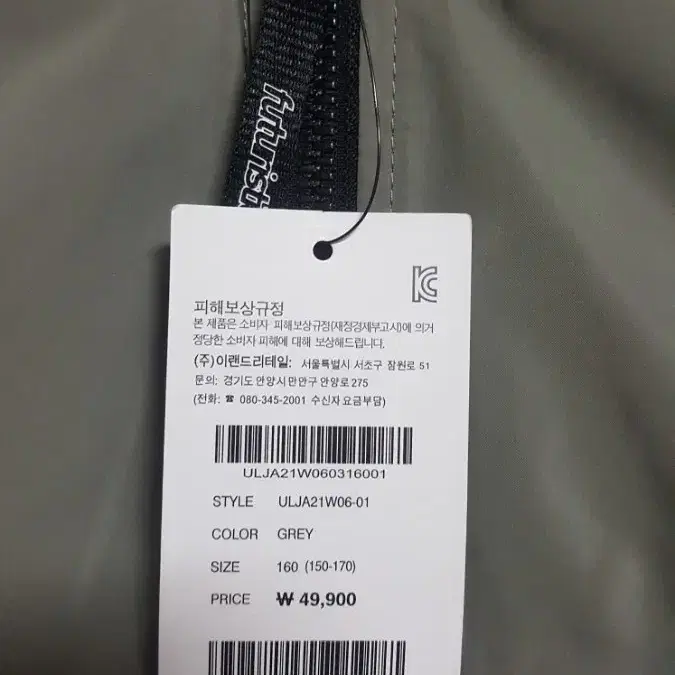 futurist
피해보상규정
본 제품은 소비자 피해보상규정(재정경제부고시)에 의거
정당한 소비자 피해에 대해 보상해드립니다.
(주)이랜드리테일: 서울특별시 서초구 잠원로 51
문의: 경기도 안양시 만안구 안양로 275
(전화: ☎ 080-345-2001 수신자 요금부담)
ULJA21W060316001
STYLE ULJA21W06-01
COLOR GREY
SIZE 160 (150-170)
PRICE ₩ 49,900